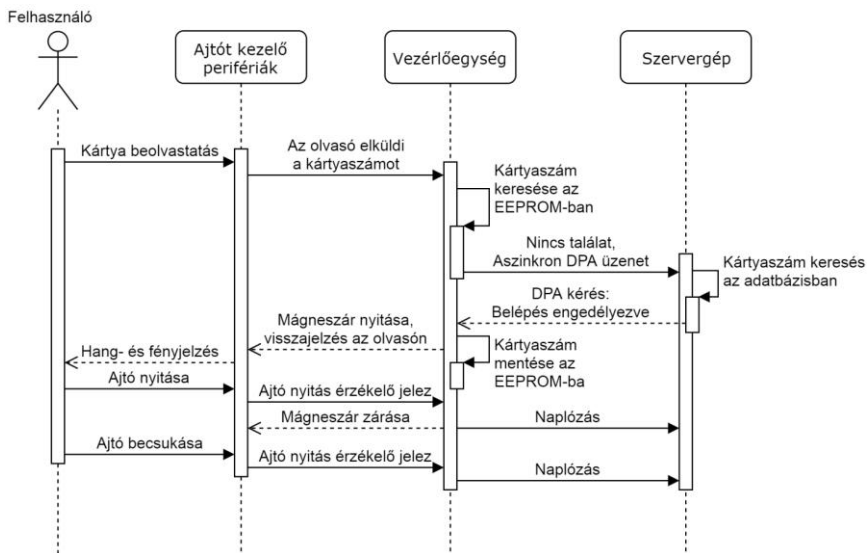 Felhasználó
Ajtót kezelő
perifériák
Vezérlőegység
Szervergép
Kártya beolvastatás
Az olvasó elküldi
a kártyaszámot
Kártyaszám
keresése az
EEPROM-ban
Nincs találat,
Aszinkron DPA üzenet
Kártyaszám keresés
az adatbázisban
DPA kérés:
Belépés engedélyezve
Mágneszár nyitása,
visszajelzés az olvasón
Kártyaszám
mentése az
EEPROM-ba
Hang- és fényjelzés
Ajtó nyitása
Ajtó nyitás érzékelő jelez
Mágneszár zárása
Naplózás
Ajtó becsukása
Ajtó nyitás érzékelő jelez
Naplózás